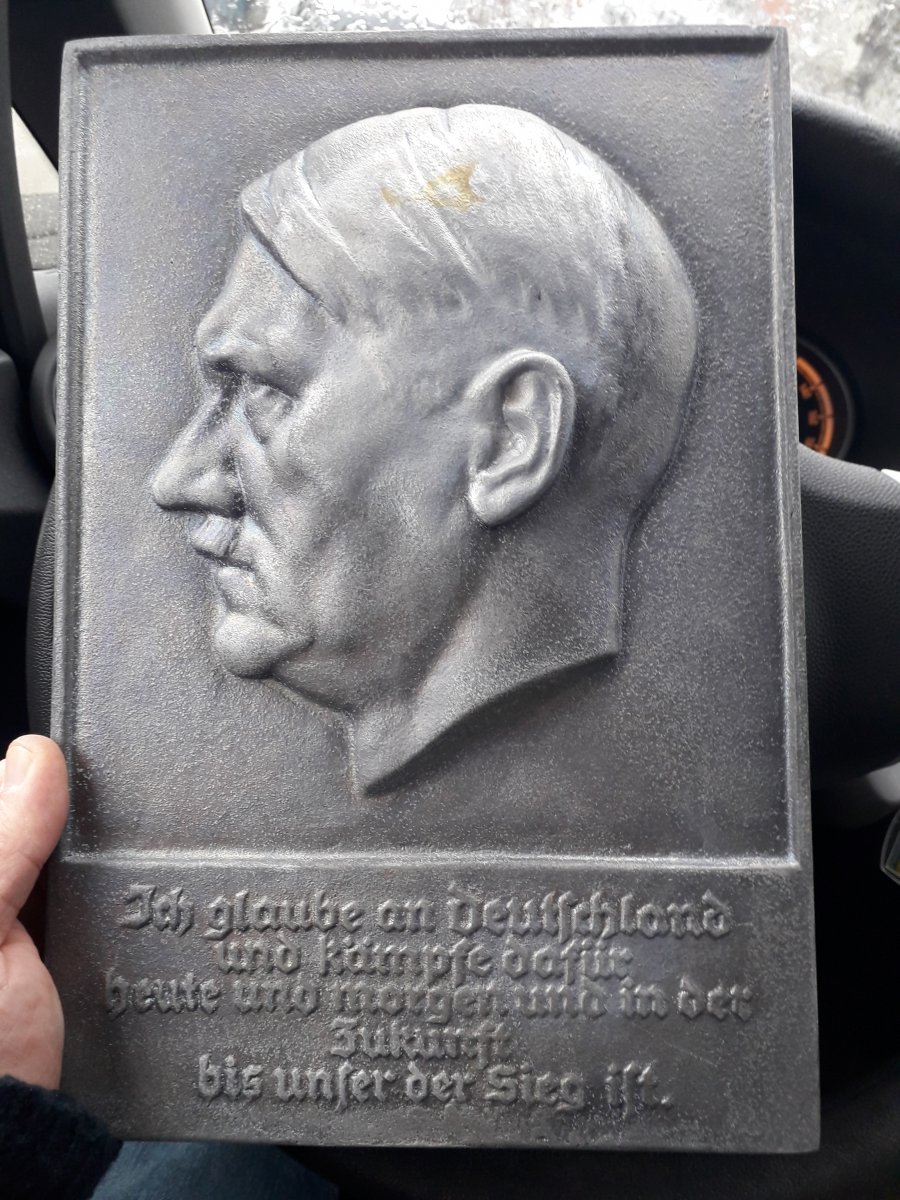 Ich glaube an Deutschland
und kämpfe dafür
heute und morgen und in der
Zukunft
bis unser der Sieg ist.